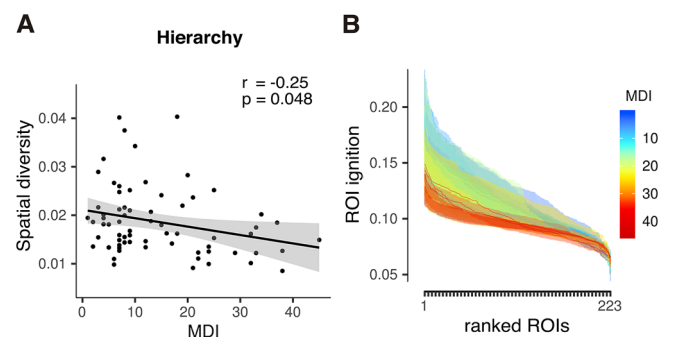 A
Hierarchy
r = -0.25
p = 0.048
Spatial diversity
0.04
0.03
0.02
0.01
0
10
20
30
40
MDI
B
ROI ignition
0.20
0.15
0.10
0.05
1
223
ranked ROIs
MDI
10
20
30
40